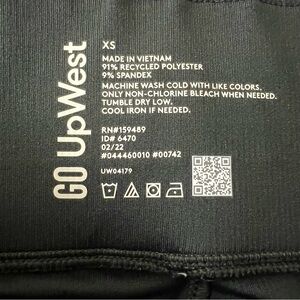 GO UpWest
XS
MADE IN VIETNAM
91% RECYCLED POLYESTER
9% SPANDEX
MACHINE WASH COLD WITH LIKE COLORS.
ONLY NON-CHLORINE BLEACH WHEN NEEDED.
TUMBLE DRY LOW.
COOL IRON IF NEEDED.
RN#159489
ID# 6470
02/22
#044460010 #00742
UW04179